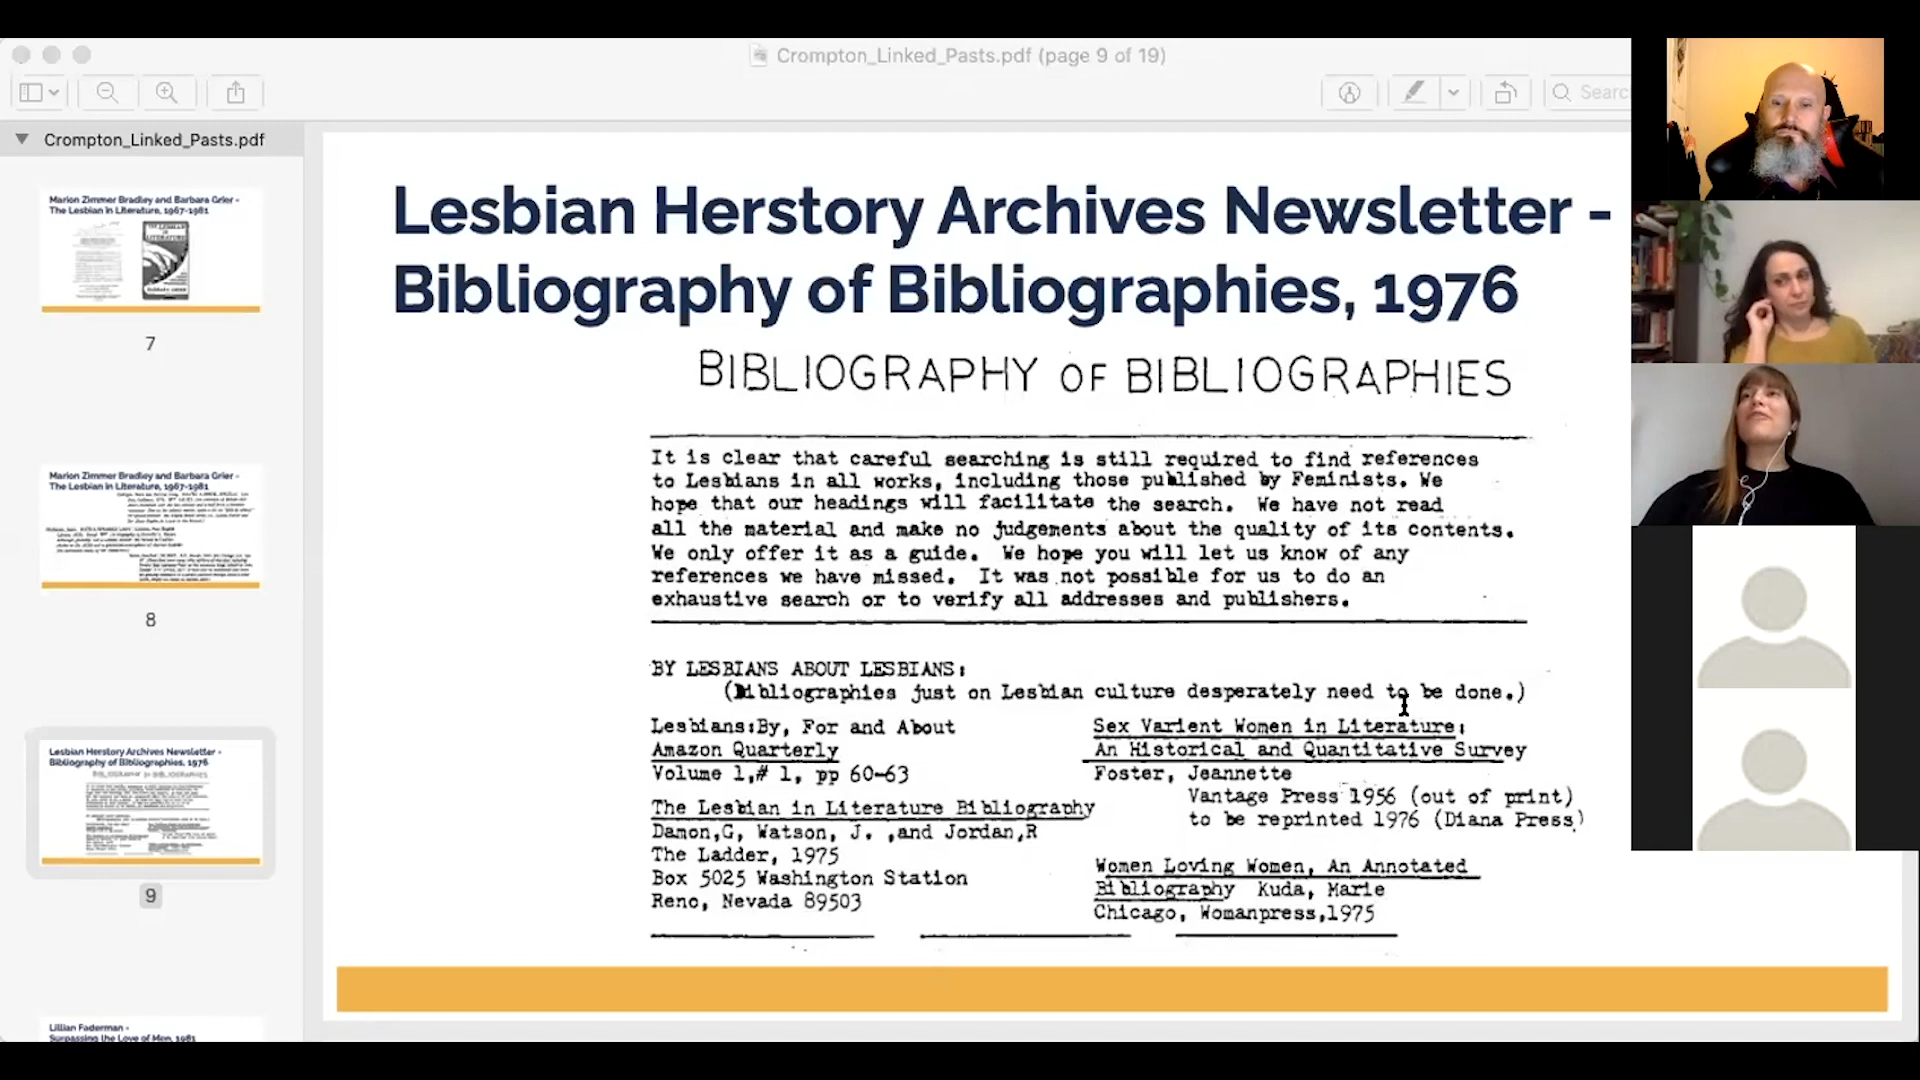 Crompton_Linked_Pasts.pdf (page 9 of 19)
Searc
Crompton_Linked_Pasts.pdf
Marion Zimmer Bradley and Barbara Grier -
The Lesbian in Literature, 1967-1981
7
Marion Zimmer Bradley and Barbara Grier -
The Lesbian in Literature, 1967-1981
8
Lesbian Herstory Archives Newsletter -
Bibliography of Bibliographies, 1976
BIBLIOGRAPHY OF BIBLIOGRAPHIES
9
Lillian Faderman -
Surpassing the Love of Men, 1981
Lesbian Herstory Archives Newsletter -
Bibliography of Bibliographies, 1976
BIBLIOGRAPHY OF BIBLIOGRAPHIES
It is clear that careful searching is still required to find references
to Lesbians in all works, including those published by Feminists. We
hope that our headings will facilitate the search. We have not read
all the material and make no judgements about the quality of its contents.
We only offer it as a guide. We hope you will let us know of any
references we have missed. It was not possible for us to do an
exhaustive search or to verify all addresses and publishers.
BY LESBIANS ABOUT LESBIANS:
(Bibliographies just on Lesbian culture desperately need to be done.)
Lesbians:By, For and About
Amazon Quarterly
Volume 1,# 1, pp 60-63
The Lesbian in Literature Bibliography
Damon,G, Watson, J. ,and Jordan,R
The Ladder, 1975
Box 5025 Washington Station
Reno, Nevada 89503
Sex Varient Women in Literature:
An Historical and Quantitative Survey
Foster, Jeannette
Vantage Press 1956 (out of print)
to be reprinted 1976 (Diana Press)
Women Loving Women, An Annotated
Bibliography Kuda, Marie
Chicago, Womanpress,1975